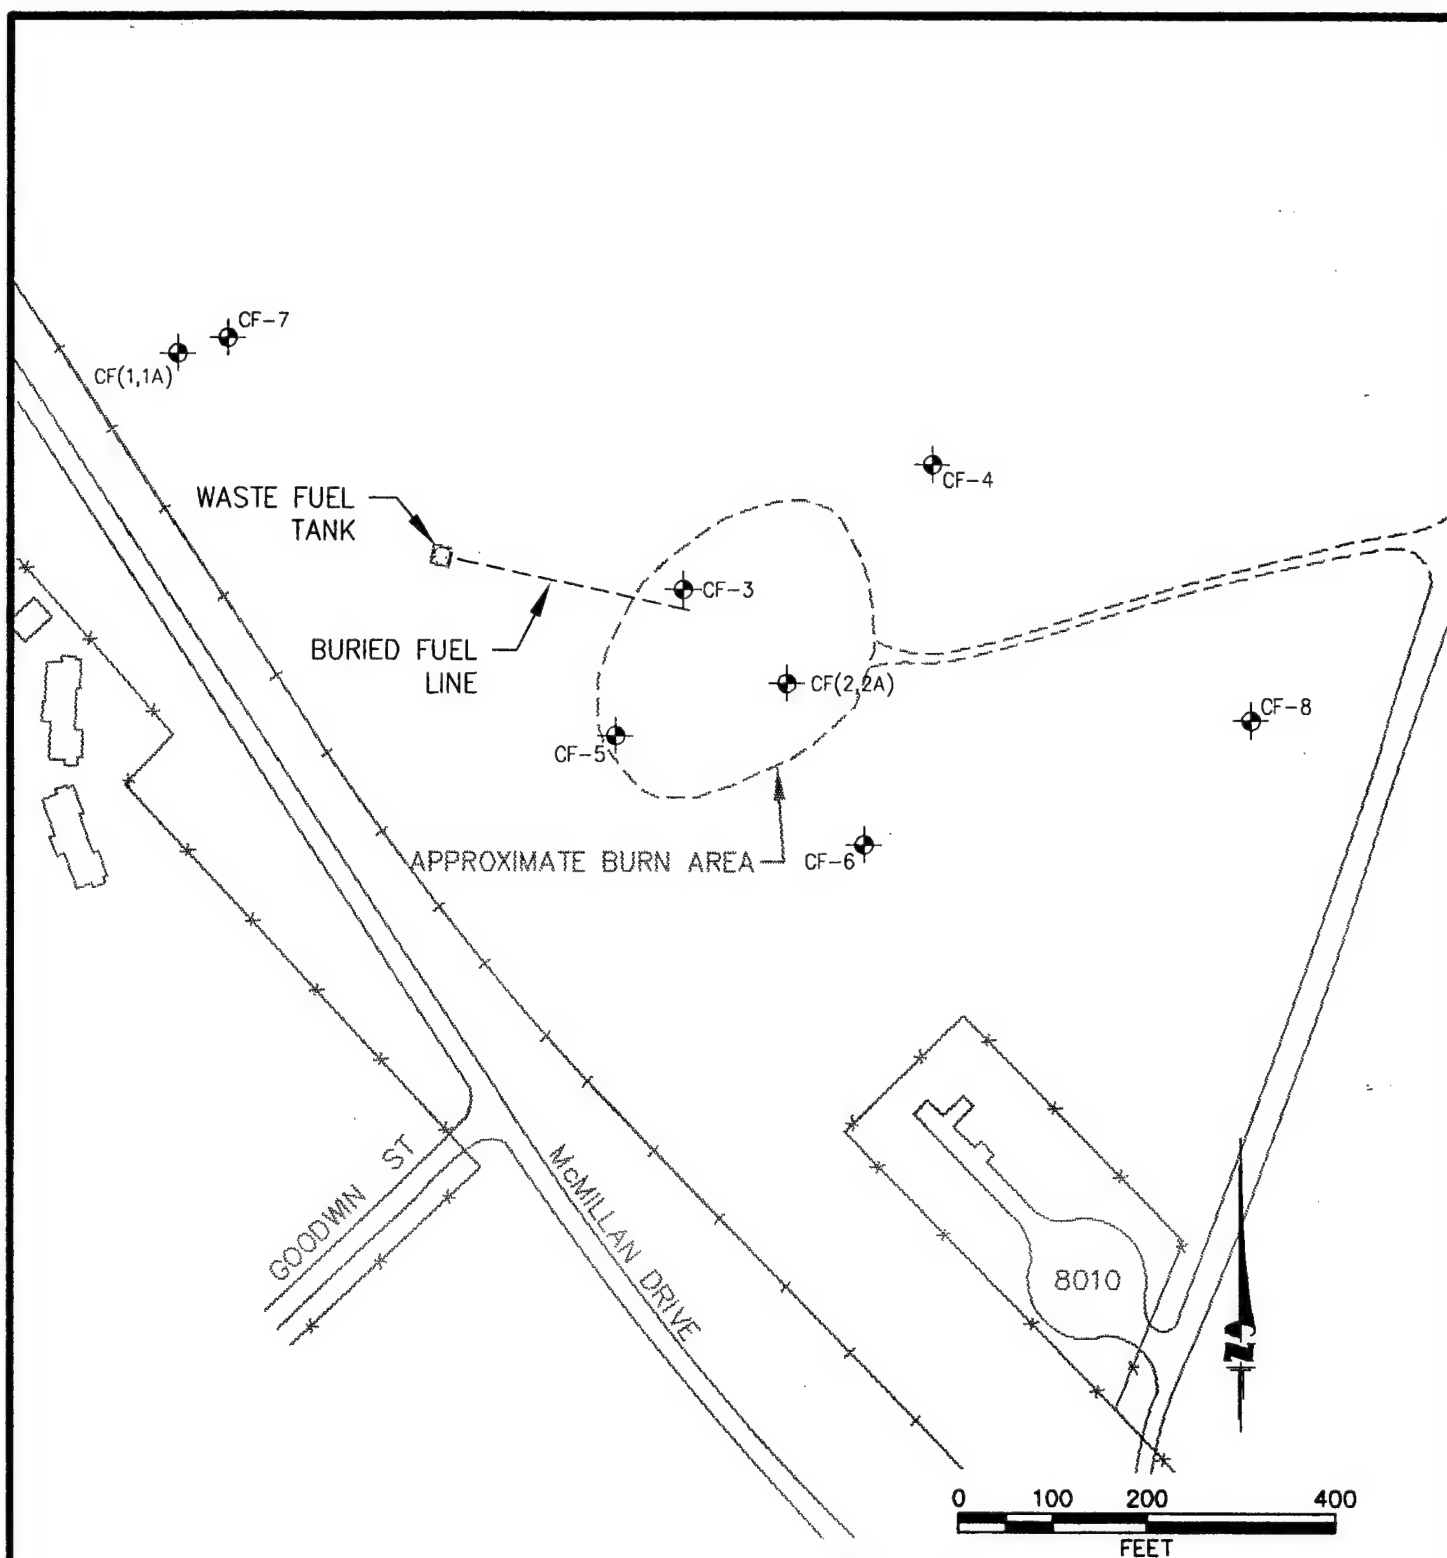 CF-7
CF(1,1A)
CF-4
WASTE FUEL
TANK
CF-3
BURIED FUEL
LINE
CF(2,2A)
CF-8
CF-5
APPROXIMATE BURN AREA
CF-6
GOODWIN ST
McMILLAN DRIVE
8010
N
0 100 200 400
FEET